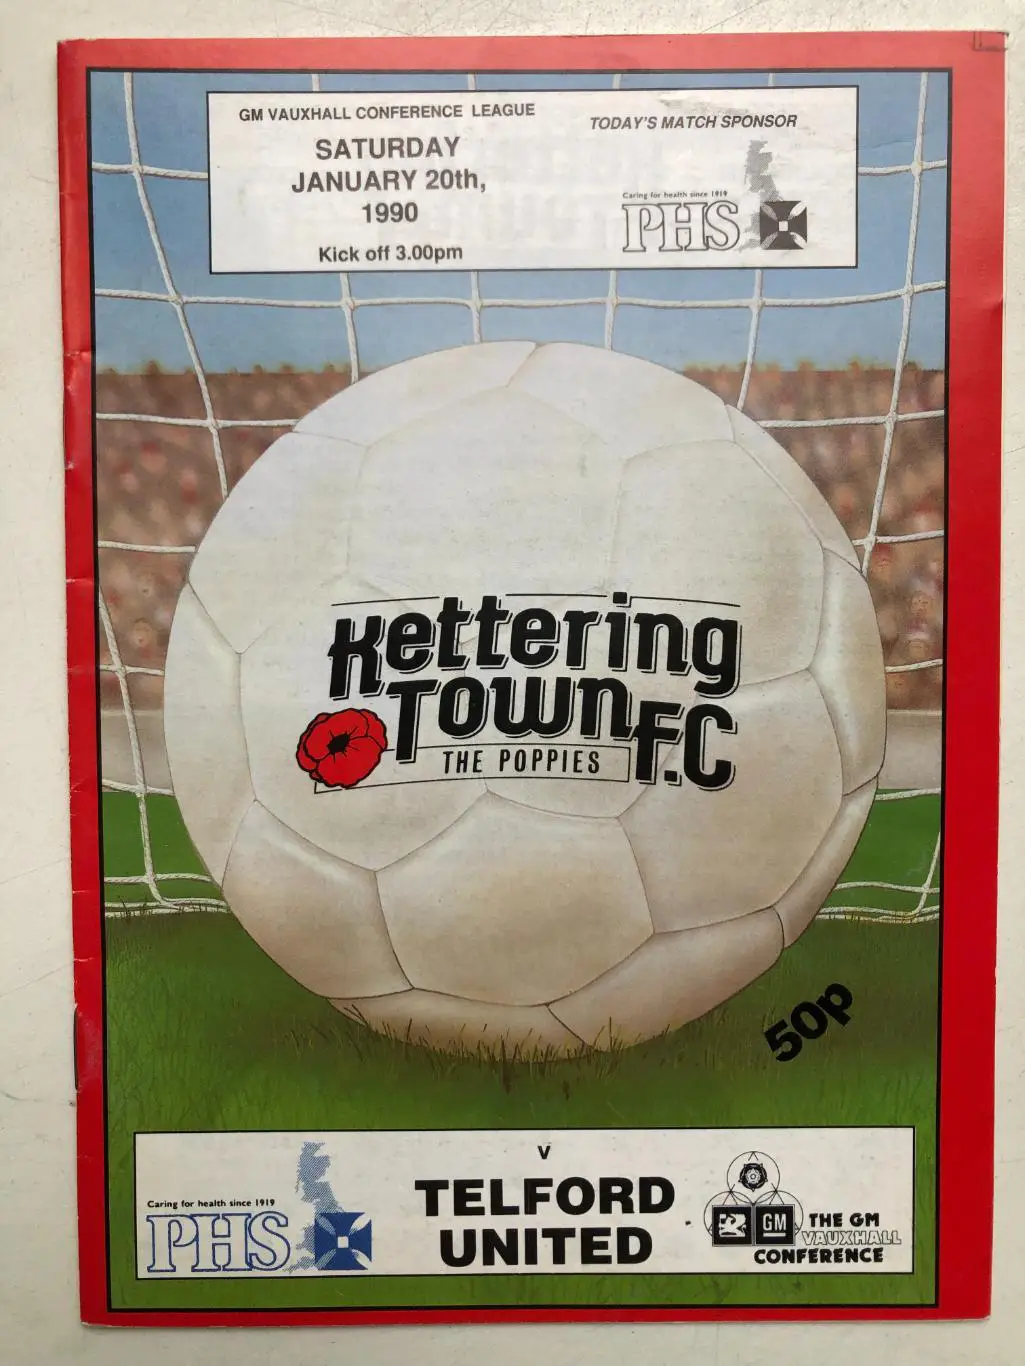 GM VAUXHALL CONFERENCE LEAGUE
SATURDAY
JANUARY 20th,
1990
Kick off 3.00pm
TODAY'S MATCH SPONSOR
Caring for health since 1919
PHS
Kettering
Town F.C
THE POPPIES
50p
Caring for health since 1919
PHS
v
TELFORD
UNITED
GM
THE GM
VAUXHALL
CONFERENCE